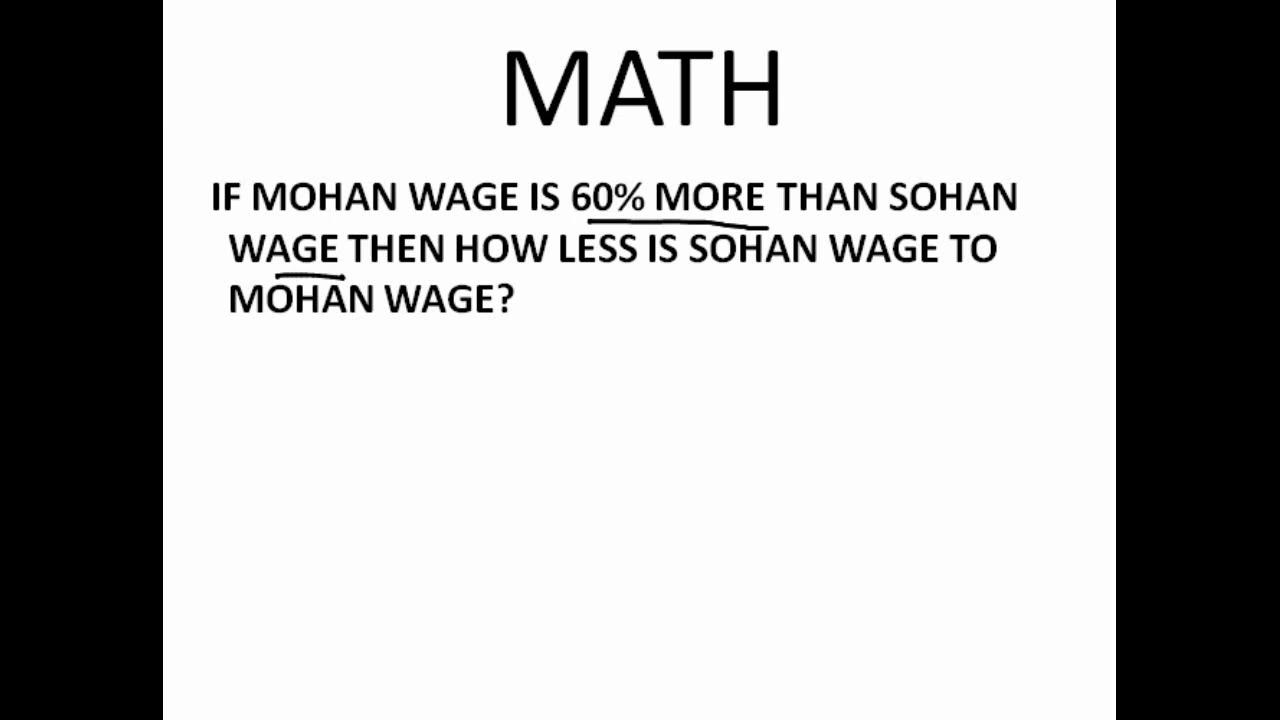 MATH
IF MOHAN WAGE IS 60% MORE THAN SOHAN
WAGE THEN HOW LESS IS SOHAN WAGE TO
MOHAN WAGE?